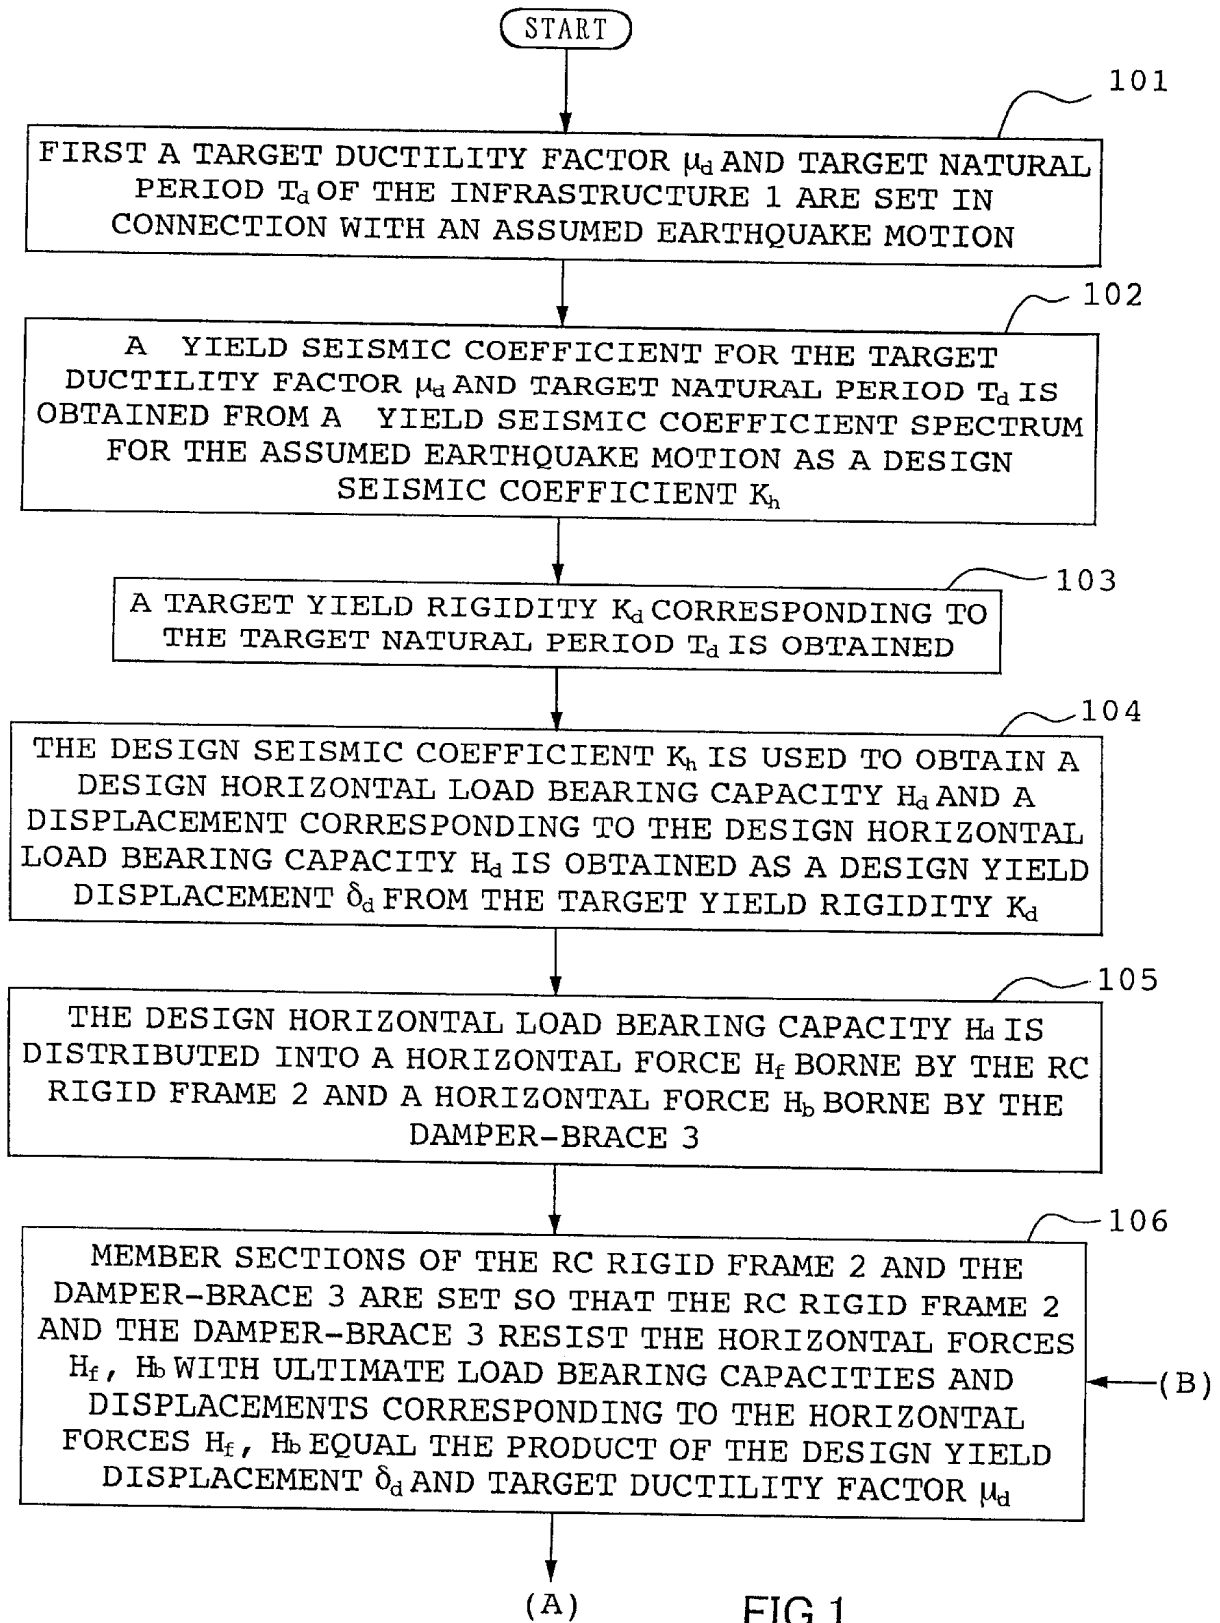 START
101
FIRST A TARGET DUCTILITY FACTOR μd AND TARGET NATURAL
PERIOD Td OF THE INFRASTRUCTURE 1 ARE SET IN
CONNECTION WITH AN ASSUMED EARTHQUAKE MOTION
102
A YIELD SEISMIC COEFFICIENT FOR THE TARGET
DUCTILITY FACTOR μd AND TARGET NATURAL PERIOD Td IS
OBTAINED FROM A YIELD SEISMIC COEFFICIENT SPECTRUM
FOR THE ASSUMED EARTHQUAKE MOTION AS A DESIGN
SEISMIC COEFFICIENT Kh
103
A TARGET YIELD RIGIDITY Kd CORRESPONDING TO
THE TARGET NATURAL PERIOD Td IS OBTAINED
104
THE DESIGN SEISMIC COEFFICIENT Kh IS USED TO OBTAIN A
DESIGN HORIZONTAL LOAD BEARING CAPACITY Hd AND A
DISPLACEMENT CORRESPONDING TO THE DESIGN HORIZONTAL
LOAD BEARING CAPACITY Hd IS OBTAINED AS A DESIGN YIELD
DISPLACEMENT δd FROM THE TARGET YIELD RIGIDITY Kd
105
THE DESIGN HORIZONTAL LOAD BEARING CAPACITY Hd IS
DISTRIBUTED INTO A HORIZONTAL FORCE Hf BORNE BY THE RC
RIGID FRAME 2 AND A HORIZONTAL FORCE Hb BORNE BY THE
DAMPER-BRACE 3
106
MEMBER SECTIONS OF THE RC RIGID FRAME 2 AND THE
DAMPER-BRACE 3 ARE SET SO THAT THE RC RIGID FRAME 2
AND THE DAMPER-BRACE 3 RESIST THE HORIZONTAL FORCES
Hf, Hb WITH ULTIMATE LOAD BEARING CAPACITIES AND
DISPLACEMENTS CORRESPONDING TO THE HORIZONTAL
FORCES Hf, Hb EQUAL THE PRODUCT OF THE DESIGN YIELD
DISPLACEMENT δd AND TARGET DUCTILITY FACTOR μd
(B)
(A)
FIG.1